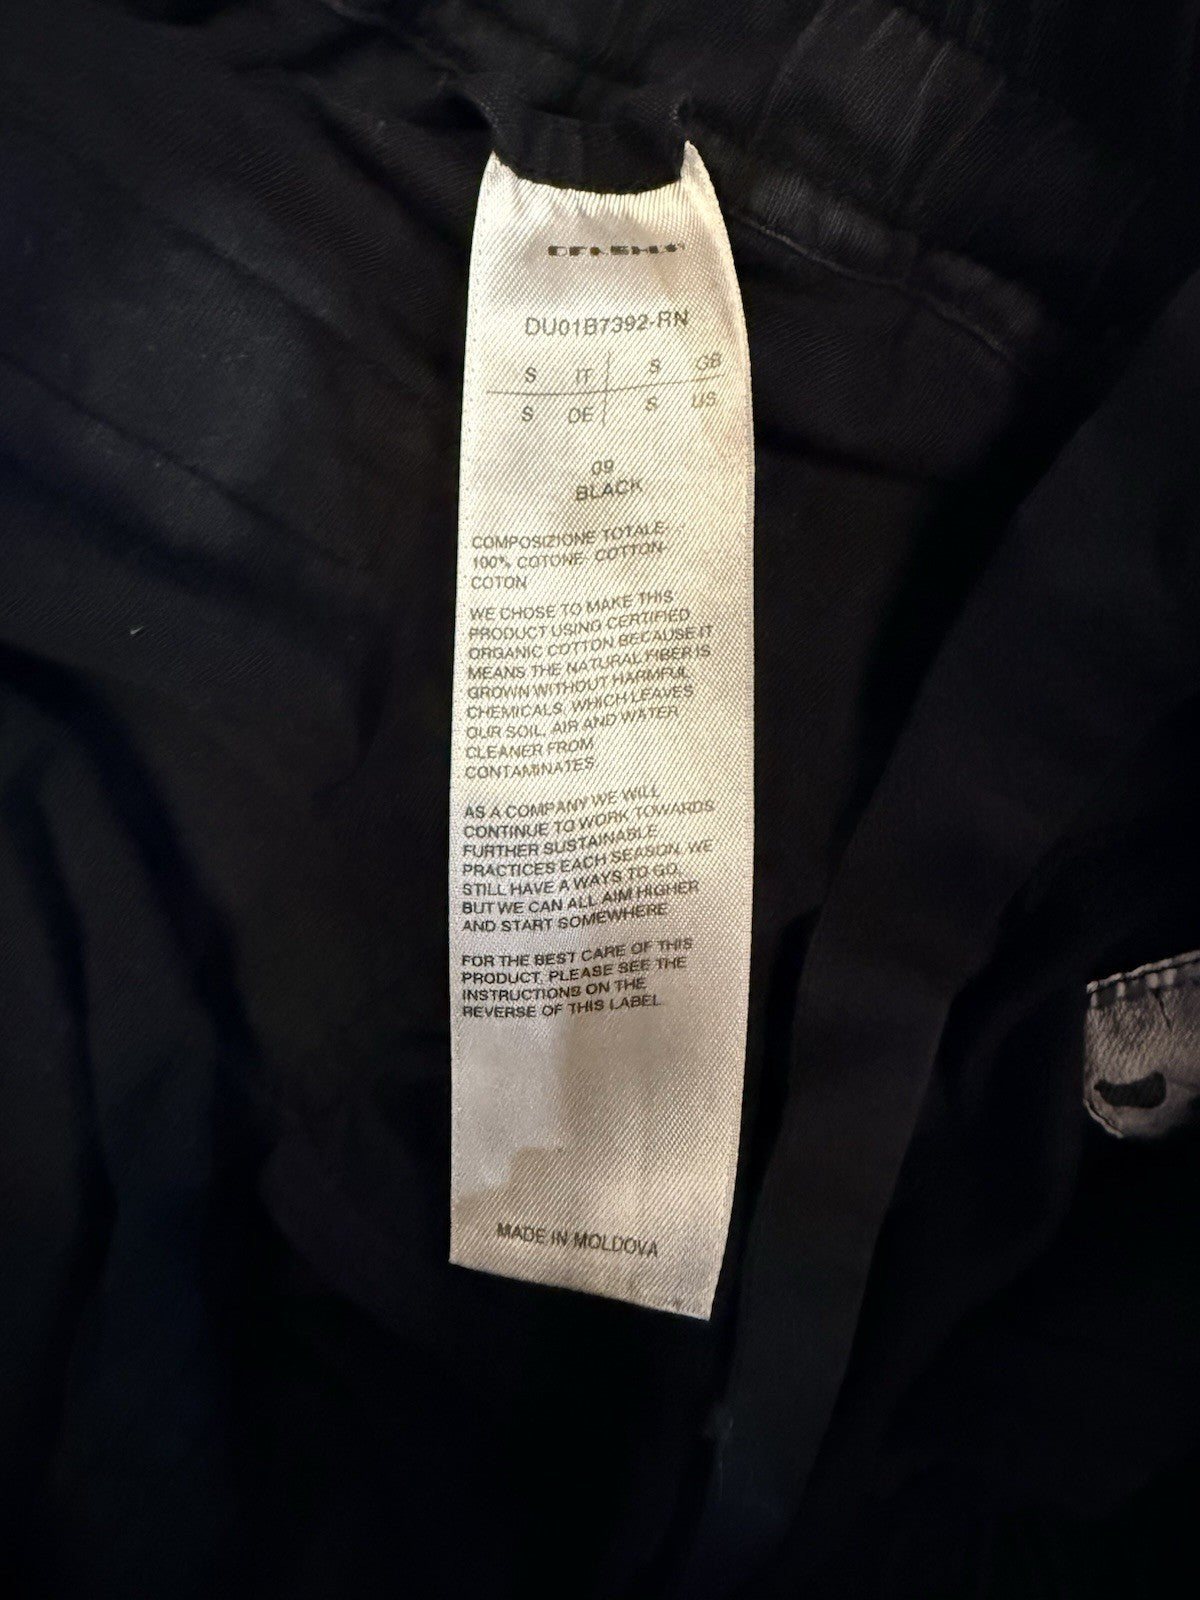 DU01B7392-RN
S IT S GB
S DE S US
09
BLACK
COMPOSIZIONE TOTALE-
100% COTONE- COTTON-
COTON
WE CHOSE TO MAKE THIS
PRODUCT USING CERTIFIED
ORGANIC COTTON BECAUSE IT
MEANS THE NATURAL FIBER IS
GROWN WITHOUT HARMFUL
CHEMICALS, WHICH LEAVES
OUR SOIL, AIR AND WATER
CLEANER FROM
CONTAMINATES.
AS A COMPANY WE WILL
CONTINUE TO WORK TOWARDS
FURTHER SUSTAINABLE
PRACTICES EACH SEASON. WE
STILL HAVE A WAYS TO GO,
BUT WE CAN ALL AIM HIGHER
AND START SOMEWHERE
FOR THE BEST CARE OF THIS
PRODUCT, PLEASE SEE THE
INSTRUCTIONS ON THE
REVERSE OF THIS LABEL.
MADE IN MOLDOVA